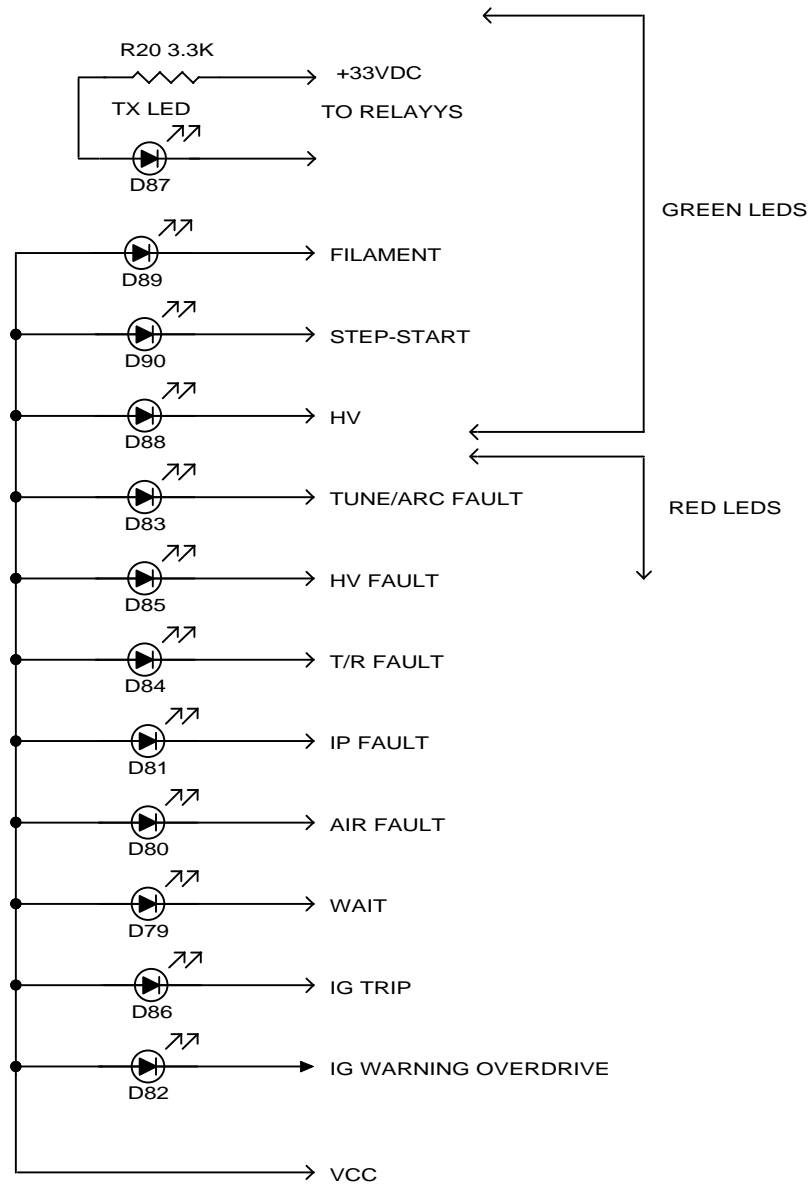 R20 3.3K
+33VDC
TX LED
TO RELAYYS
D87
GREEN LEDS
FILAMENT
D89
STEP-START
D90
HV
D88
TUNE/ARC FAULT
RED LEDS
D83
HV FAULT
D85
T/R FAULT
D84
IP FAULT
D81
AIR FAULT
D80
WAIT
D79
IG TRIP
D86
IG WARNING OVERDRIVE
D82
VCC